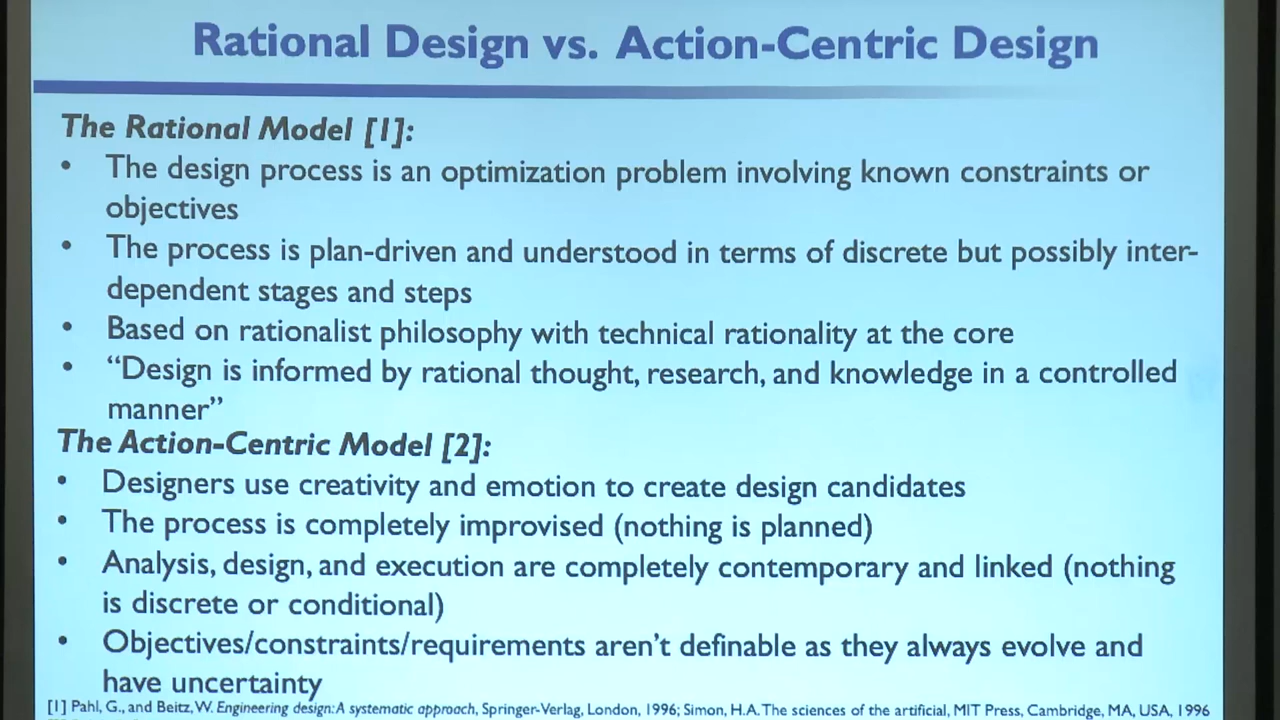 Rational Design vs. Action-Centric Design
The Rational Model [1]:
• The design process is an optimization problem involving known constraints or
objectives
• The process is plan-driven and understood in terms of discrete but possibly inter-
dependent stages and steps
• Based on rationalist philosophy with technical rationality at the core
• “Design is informed by rational thought, research, and knowledge in a controlled
manner”
The Action-Centric Model [2]:
• Designers use creativity and emotion to create design candidates
• The process is completely improvised (nothing is planned)
• Analysis, design, and execution are completely contemporary and linked (nothing
is discrete or conditional)
• Objectives/constraints/requirements aren’t definable as they always evolve and
have uncertainty
[1] Pahl, G., and Beitz, W. Engineering design: A systematic approach, Springer-Verlag, London, 1996; Simon, H.A. The sciences of the artificial, MIT Press, Cambridge, MA, USA, 1996